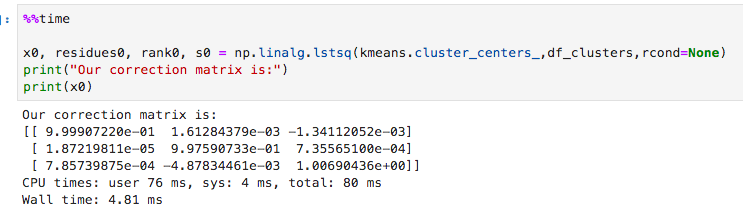 ]:
%%time
x0, residues0, rank0, s0 = np.linalg.lstsq(kmeans.cluster_centers_,df_clusters,rcond=None)
print("Our correction matrix is:")
print(x0)
Our correction matrix is:
[[ 9.99907220e-01  1.61284379e-03 -1.34112052e-03]
 [ 1.87219811e-05  9.97590733e-01  7.35565100e-04]
 [ 7.85739875e-04 -4.87834461e-03  1.00690436e+00]]
CPU times: user 76 ms, sys: 4 ms, total: 80 ms
Wall time: 4.81 ms